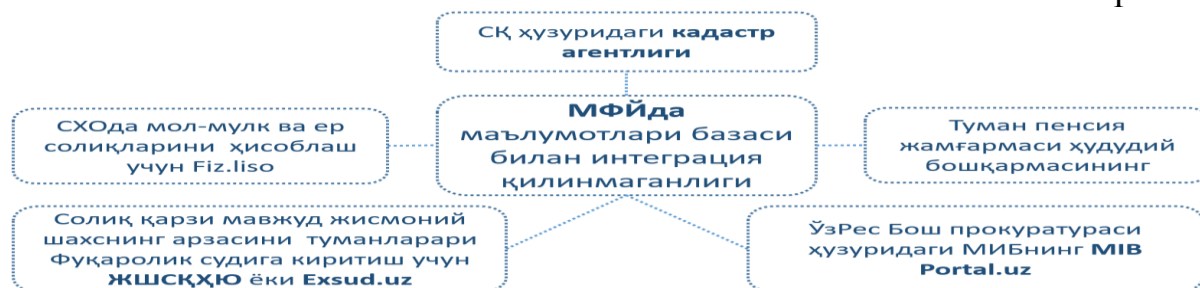 СҚ ҳузуридаги кадастр
агентлиги
МФЙда
маълумотлари базаси
билан интеграция
қилинмаганлиги
СХОда мол-мулк ва ер
солиқларини ҳисоблаш
учун Fiz.liso
Туман пенсия
жамғармаси ҳудудий
бошқармасининг
Солиқ қарзи мавжуд жисмоний
шахснинг арзасини туманларари
Фуқаролик судига киритиш учун
ЖШСҚҲЮ ёки Exsud.uz
ЎзРес Бош прокуратураси
ҳузуридаги МИБнинг MIB
Portal.uz